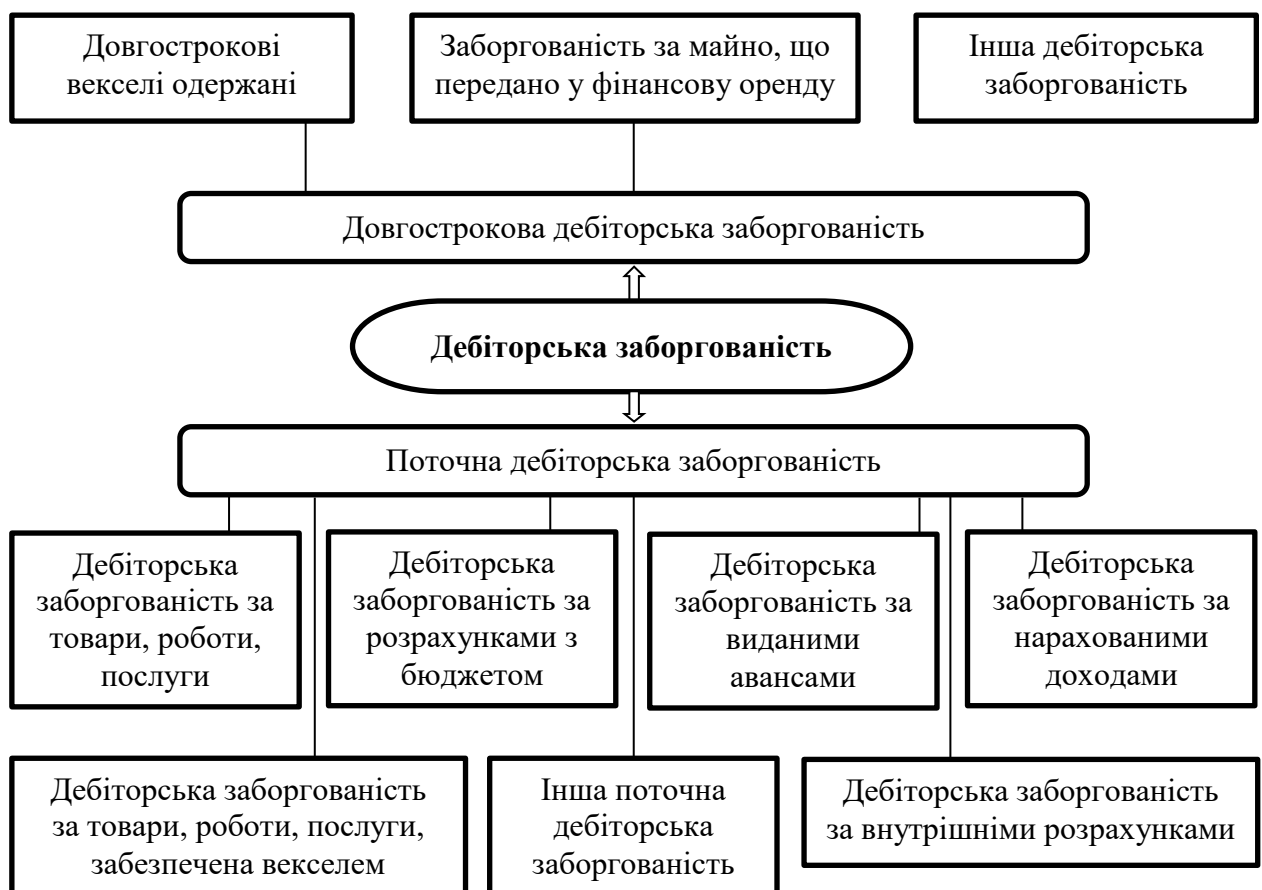 Довгострокові
векселі одержані
Заборгованість за майно, що
передано у фінансову оренду
Інша дебіторська
заборгованість
Довгострокова дебіторська заборгованість
Дебіторська заборгованість
Поточна дебіторська заборгованість
Дебіторська
заборгованість за
товари, роботи,
послуги
Дебіторська
заборгованість за
розрахунками з
бюджетом
Дебіторська
заборгованість за
виданими
авансами
Дебіторська
заборгованість за
нарахованими
доходами
Дебіторська заборгованість
за товари, роботи, послуги,
забезпечена векселем
Інша поточна
дебіторська
заборгованість
Дебіторська заборгованість
за внутрішніми розрахунками